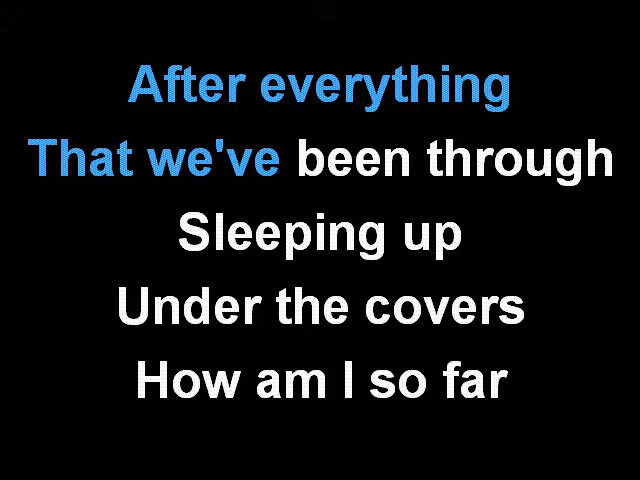 After everything
That we've been through
Sleeping up
Under the covers
How am I so far